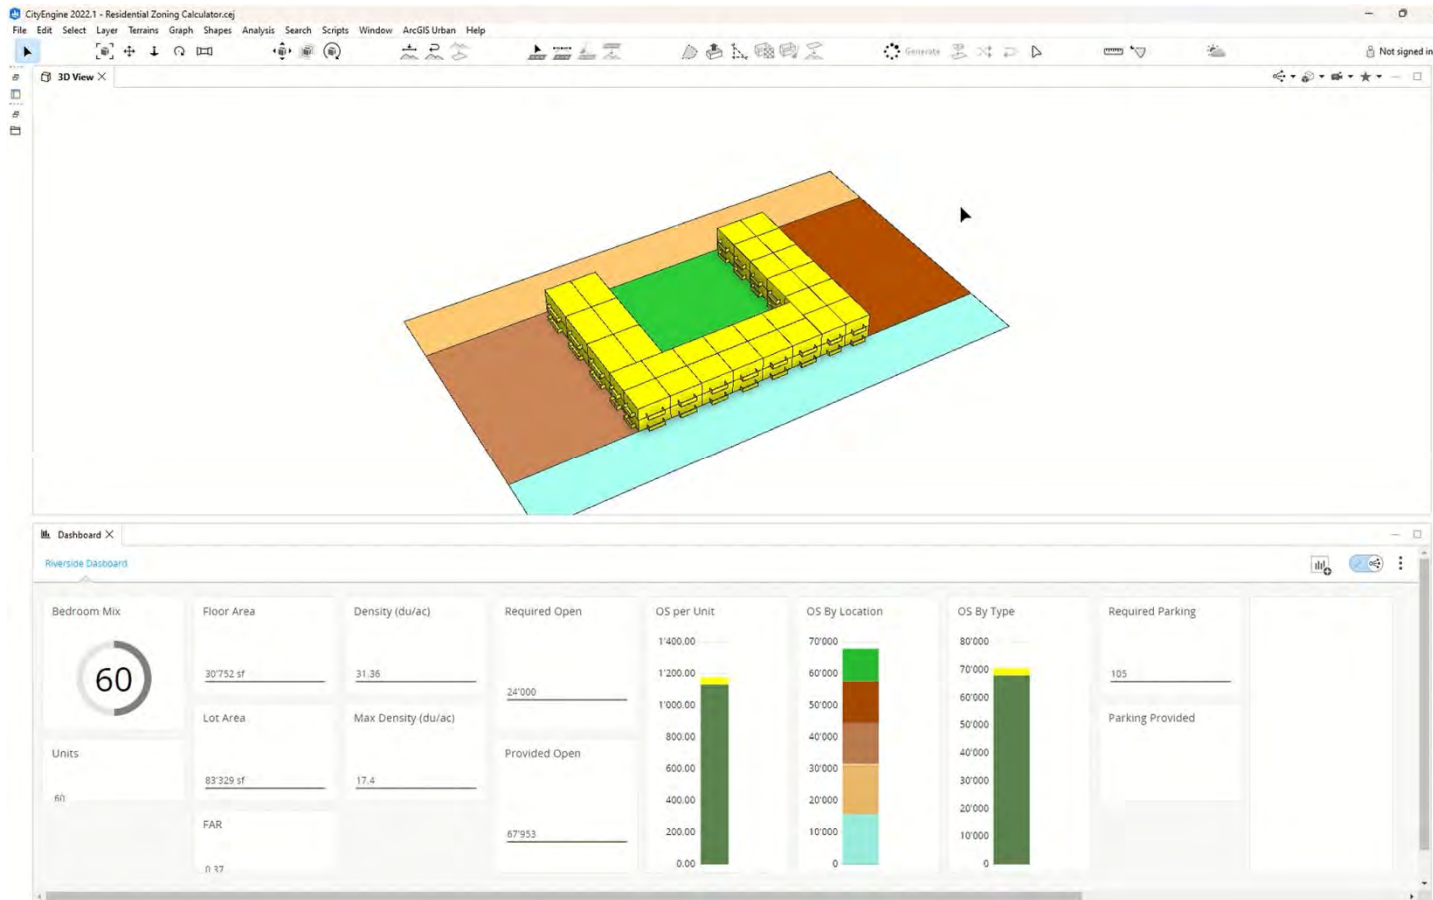 CityEngine 2022.1 - Residential Zoning Calculator.cej
File Edit Select Layer Terrains Graph Shapes Analysis Search Scripts Window ArcGIS Urban Help
Generate
Not signed in
3D View
Dashboard
Riverside Dasboard
Bedroom Mix
60
Units
60
Floor Area
30'752 sf
Lot Area
83'329 sf
FAR
0.37
Density (du/ac)
31.36
Max Density (du/ac)
17.4
Required Open
24'000
Provided Open
67'953
OS per Unit
1'400.00
1'200.00
1'000.00
800.00
600.00
400.00
200.00
0.00
OS By Location
70'000
60'000
50'000
40'000
30'000
20'000
10'000
0
OS By Type
80'000
70'000
60'000
50'000
40'000
30'000
20'000
10'000
0
Required Parking
105
Parking Provided